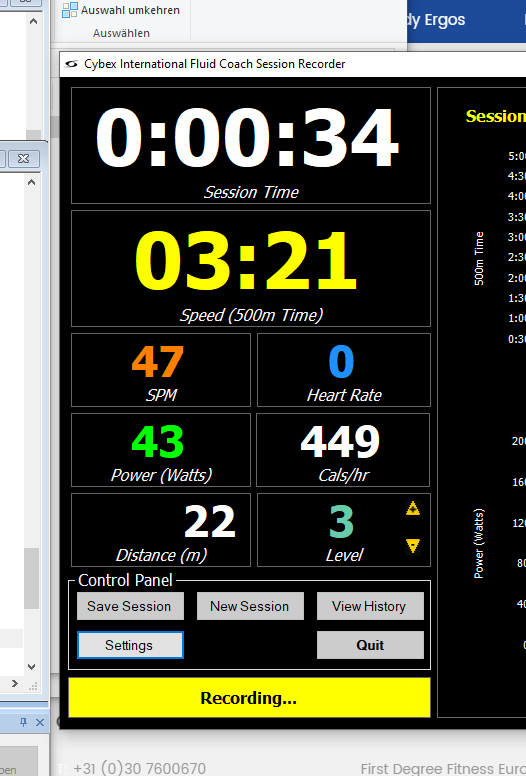 Auswahl umkehren
Auswählen
dy Ergos
Cybex International Fluid Coach Session Recorder
0:00:34
Session Time
03:21
Speed (500m Time)
47
SPM
0
Heart Rate
43
Power (Watts)
449
Cals/hr
22
Distance (m)
3
Level
Control Panel
Save Session
New Session
View History
Settings
Quit
Recording...
Session
500m Time
5:00
4:30
4:00
3:30
3:00
2:30
2:00
1:30
1:00
0:30
Power (Watts)
200
160
120
80
40
0
ben
T: +31 (0)30 7600670
First Degree Fitness Euro